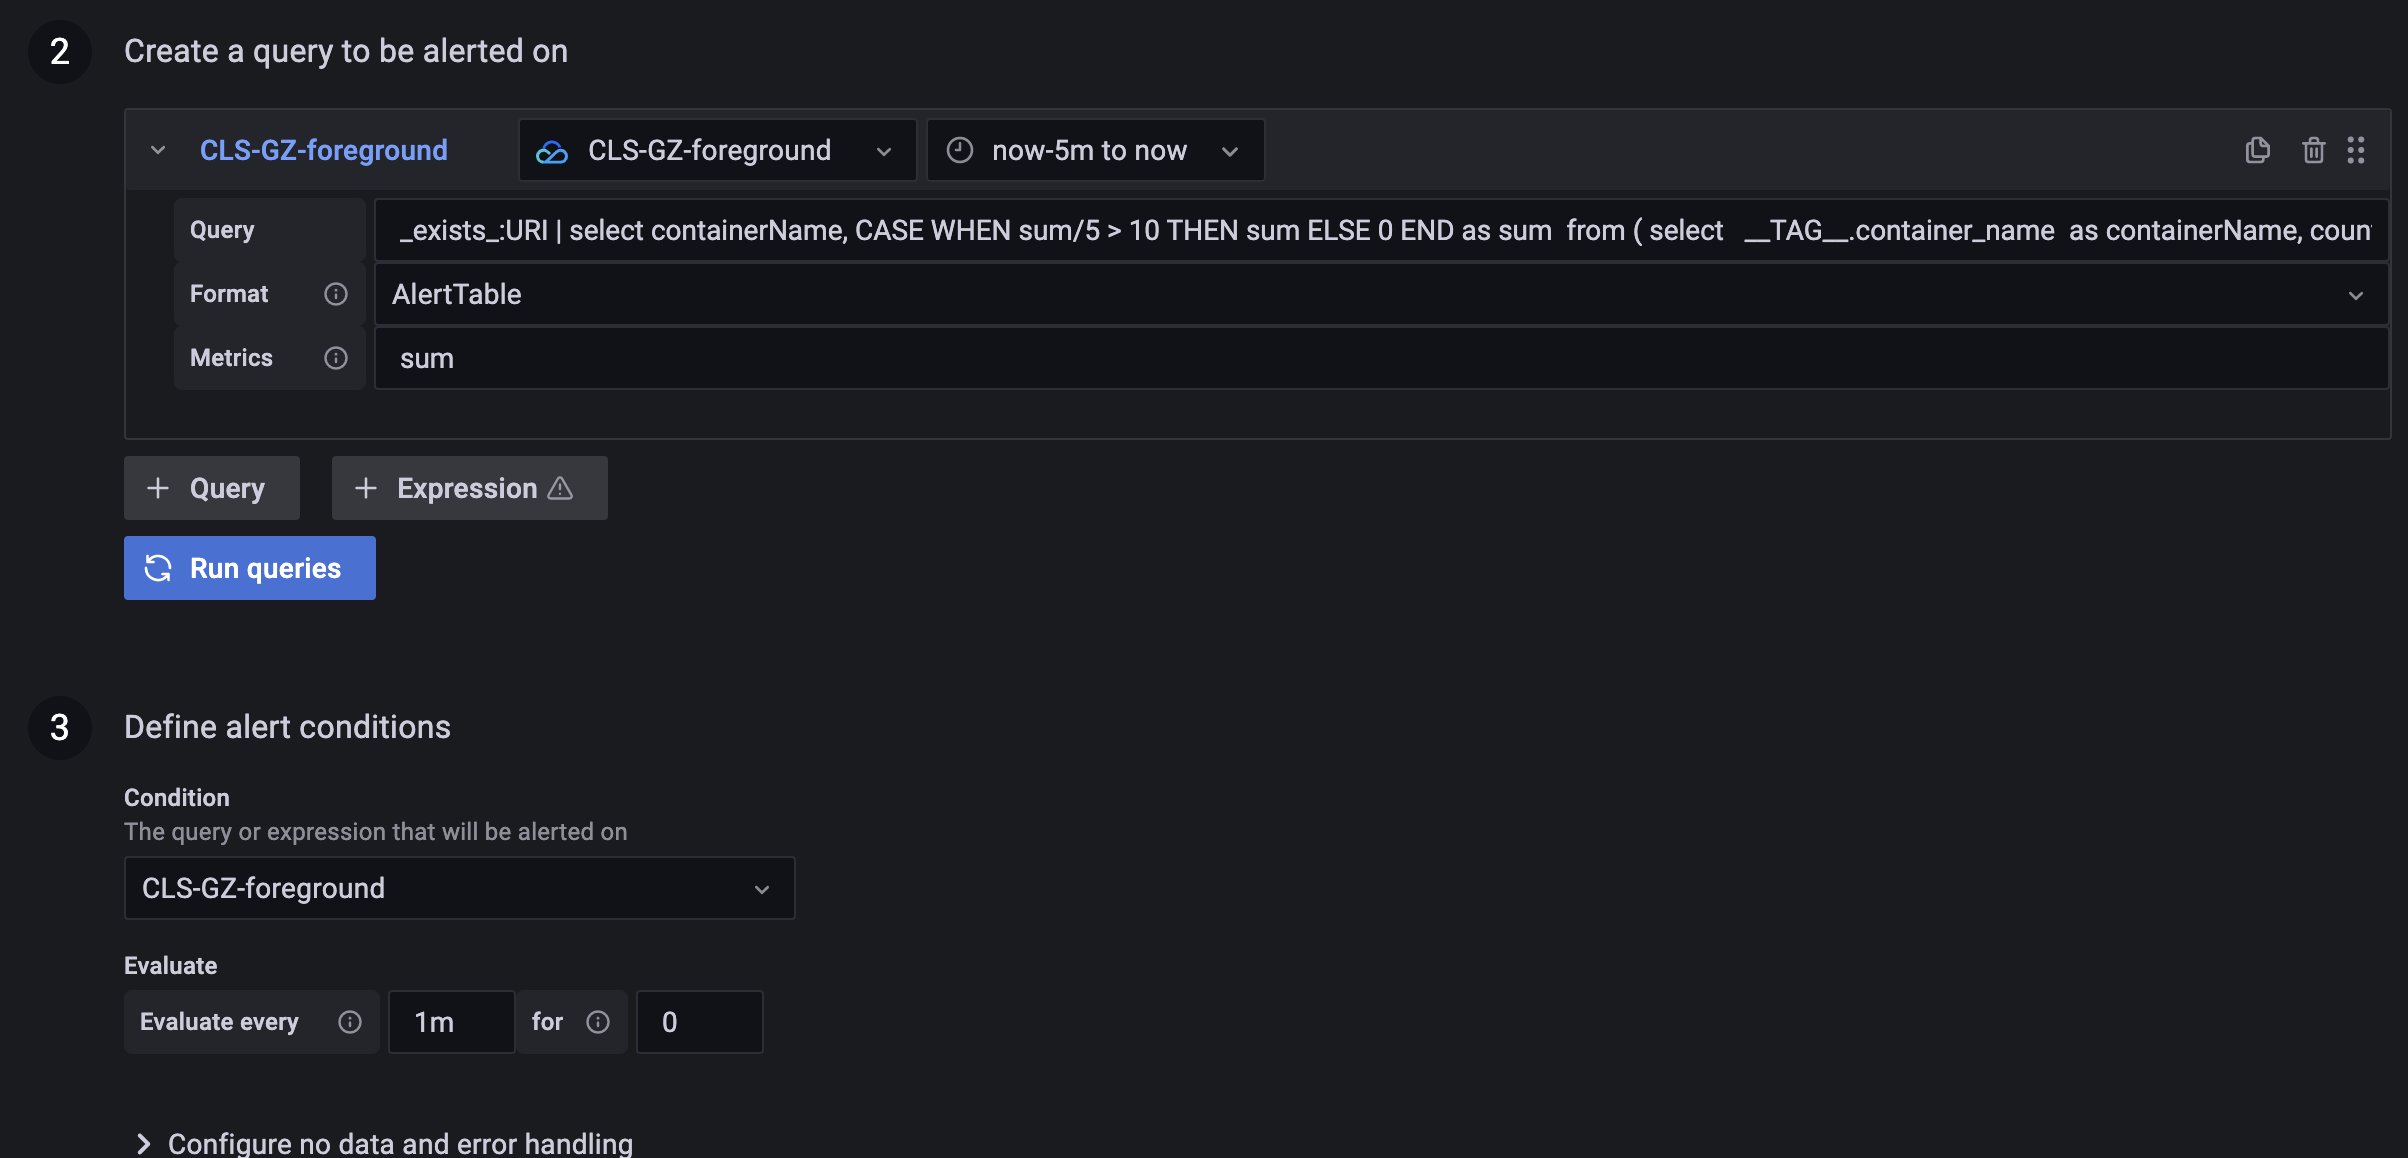 2 Create a query to be alerted on
CLS-GZ-foreground CLS-GZ-foreground now-5m to now
Query _exists_:URI | select containerName, CASE WHEN sum/5 > 10 THEN sum ELSE 0 END as sum from ( select __TAG__.container_name as containerName, coun
Format AlertTable
Metrics sum
+ Query + Expression
Run queries
3 Define alert conditions
Condition
The query or expression that will be alerted on
CLS-GZ-foreground
Evaluate
Evaluate every 1m for 0
Configure no data and error handling